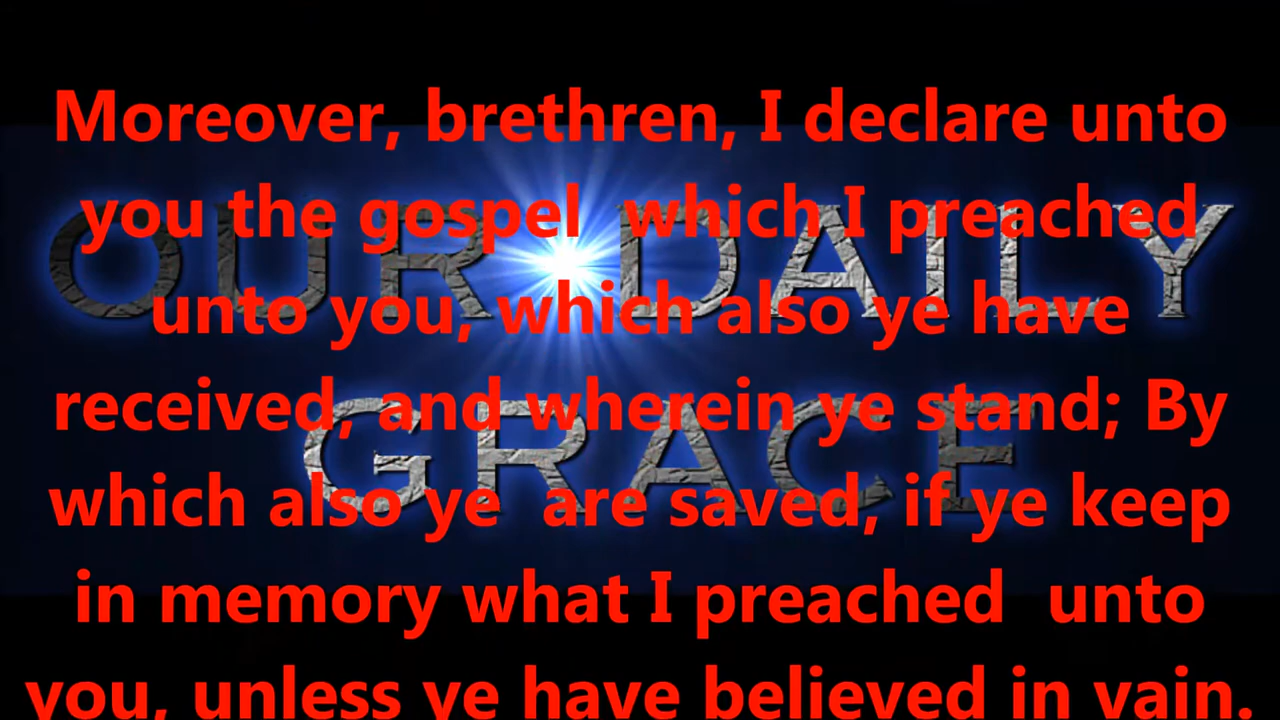 Moreover, brethren, I declare unto
you the gospel  which I preached
OUR DAILY
unto you, which also ye have
received, and wherein ye stand; By
GRACE
which also ye  are saved, if ye keep
in memory what I preached  unto
you, unless ye have believed in vain.